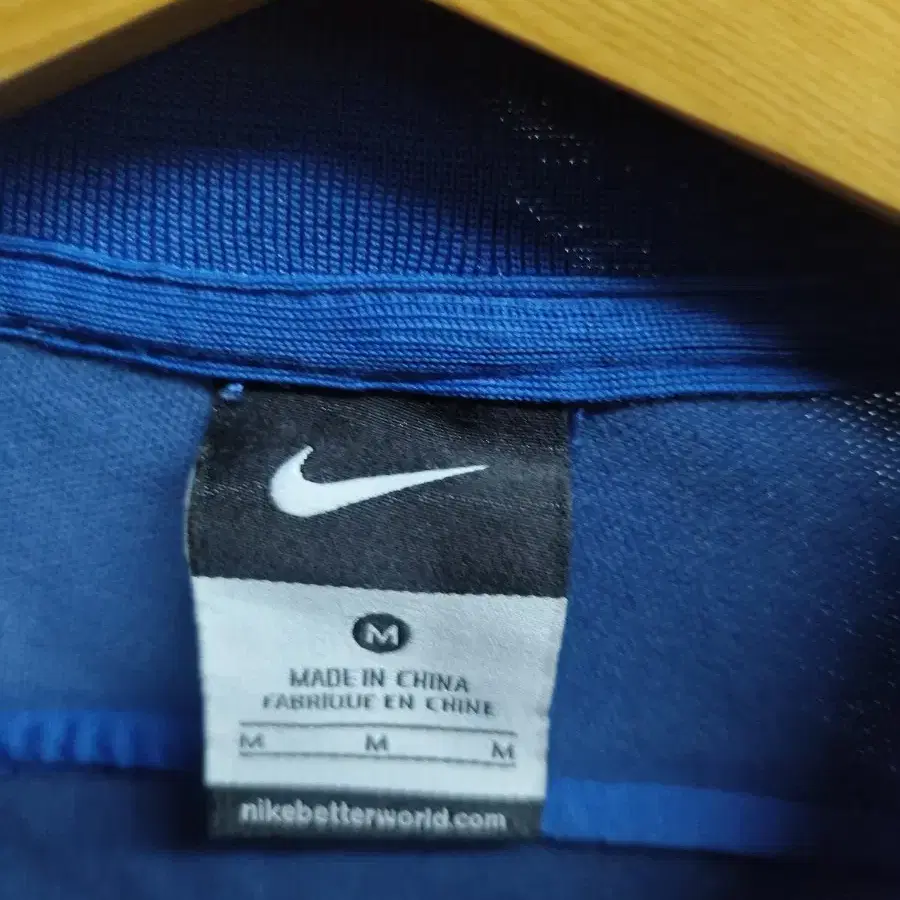 M
MADE IN CHINA
FABRIQUE EN CHINE
M M M
nikebetterworld.com